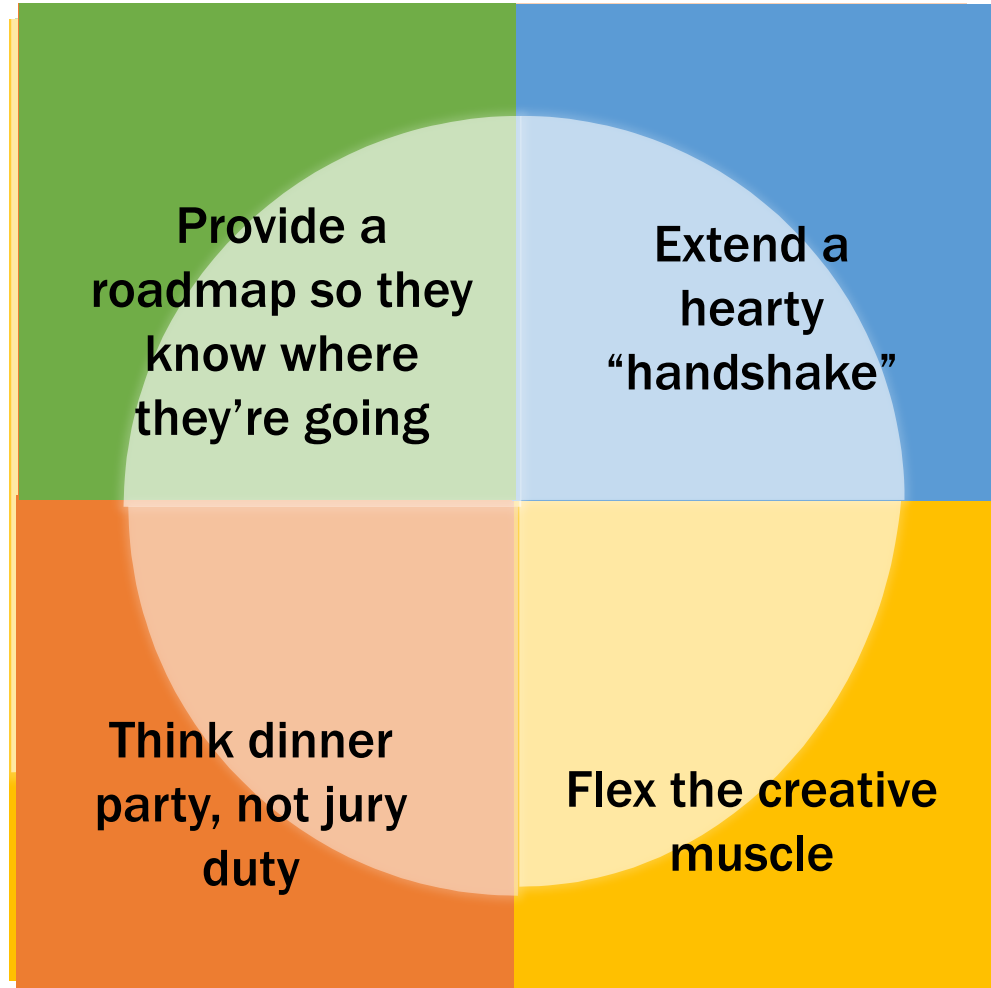 Provide a
roadmap so they
know where
they’re going
Extend a
hearty
“handshake”
Think dinner
party, not jury
duty
Flex the creative
muscle